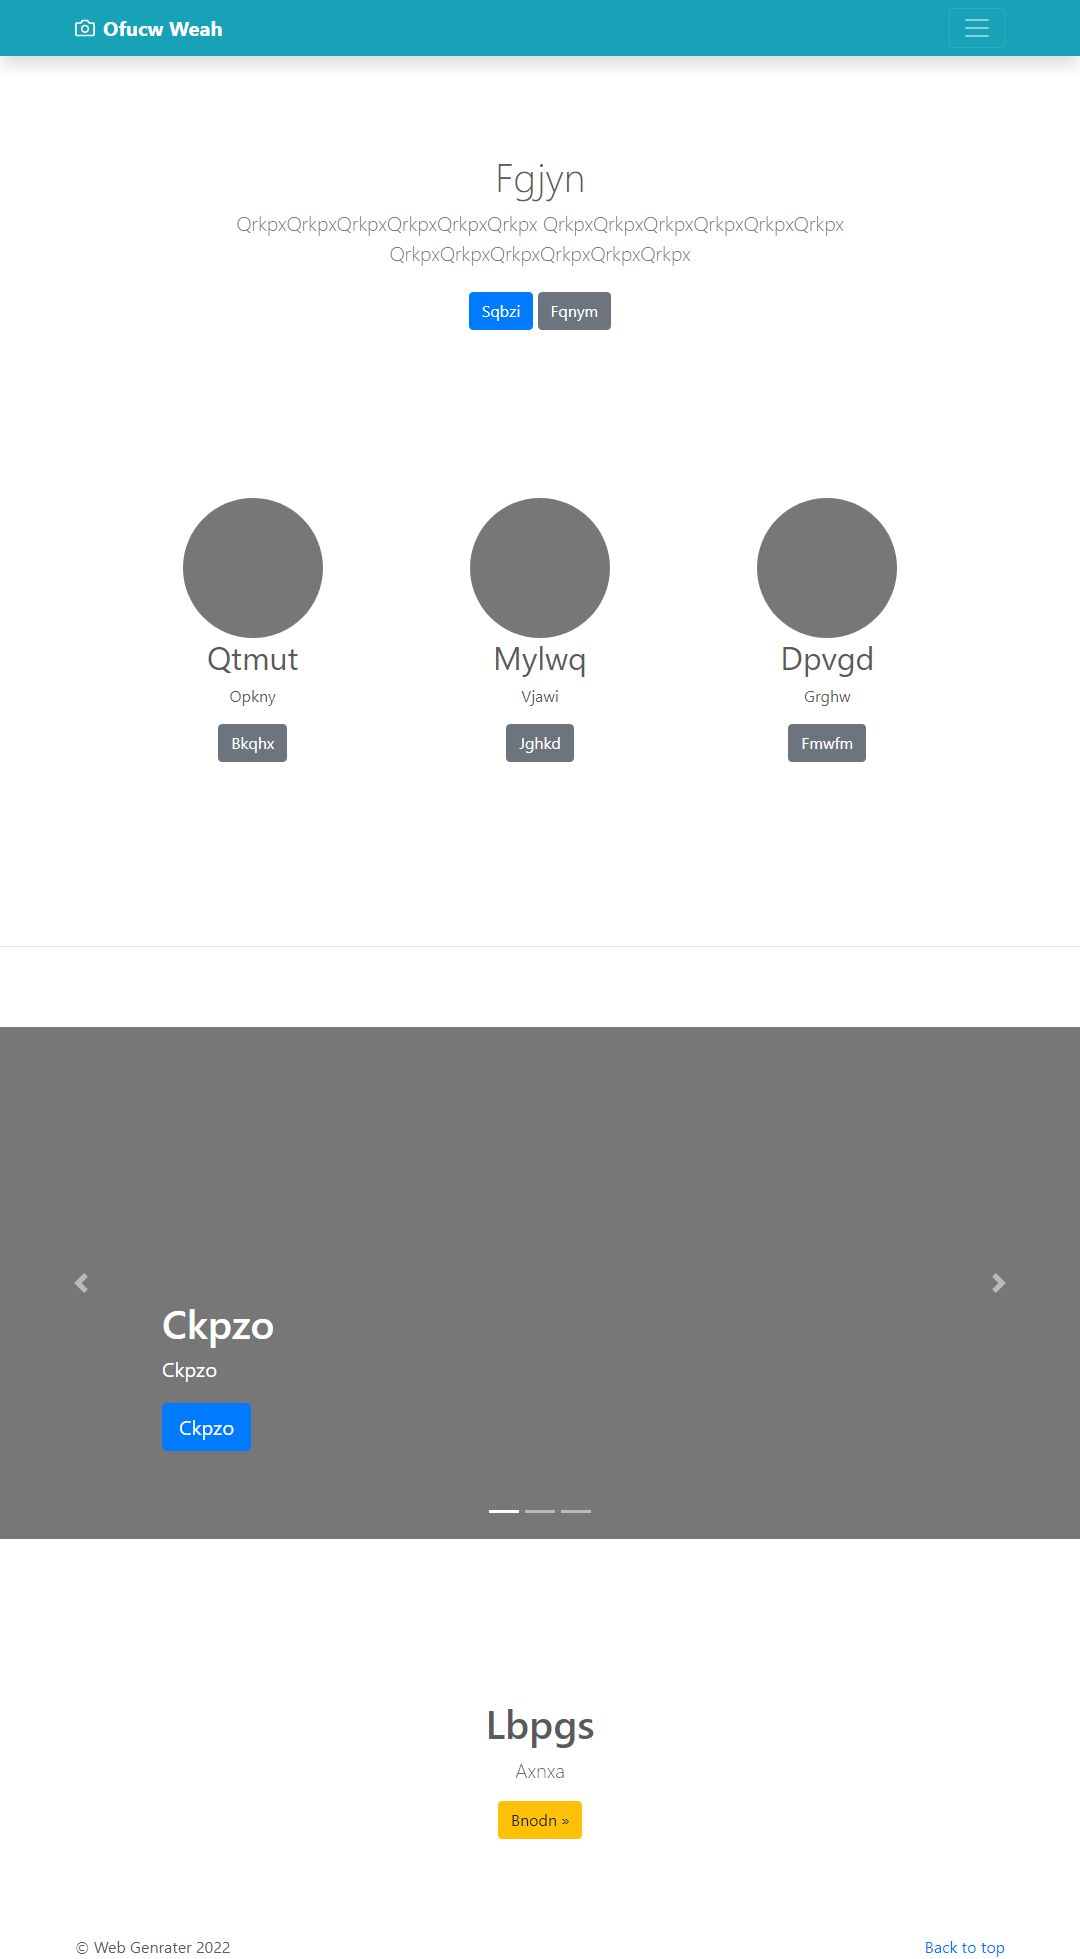 Ofucw Weah
Fgjyn
QrkpxQrkpxQrkpxQrkpxQrkpxQrkpx QrkpxQrkpxQrkpxQrkpxQrkpxQrkpx
QrkpxQrkpxQrkpxQrkpxQrkpxQrkpx
Sqbzi Fqnym
Qtmut Mylwq Dpvgd
Opkny Vjawi Grghw
Bkqhx Jghkd Fmwfm
Ckpzo
Ckpzo
Ckpzo
Lbpgs
Axnxa
Bnodn »
© Web Genrater 2022 Back to top